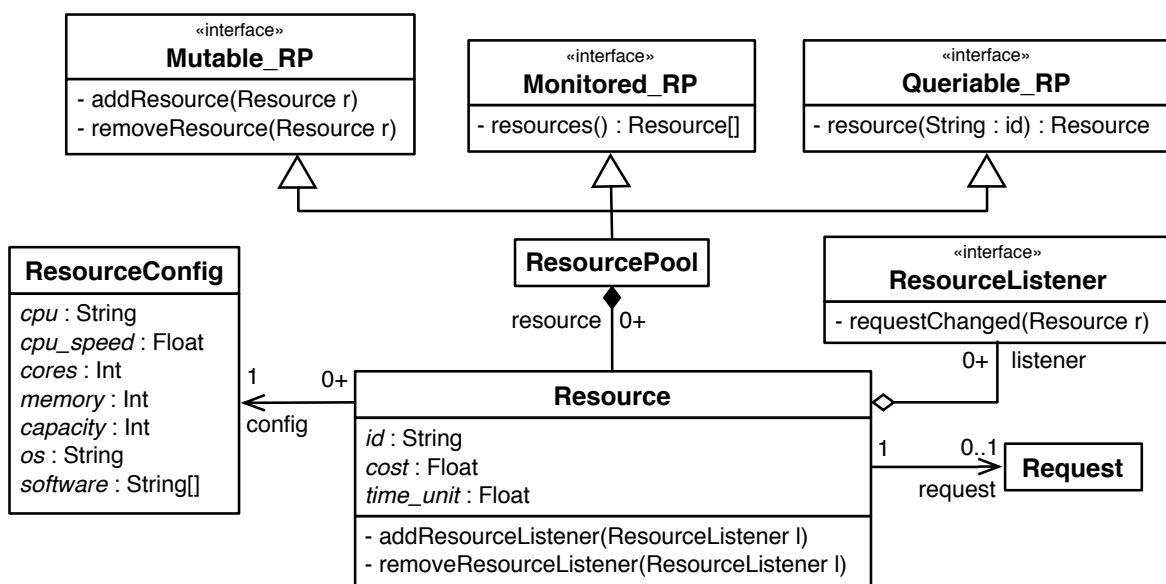 «interface»
Mutable_RP
- addResource(Resource r)
- removeResource(Resource r)
«interface»
Monitored_RP
- resources() : Resource[]
«interface»
Queriable_RP
- resource(String : id) : Resource
ResourcePool
resource
0+
ResourceConfig
cpu : String
cpu_speed : Float
cores : Int
memory : Int
capacity : Int
os : String
software : String[]
«interface»
ResourceListener
- requestChanged(Resource r)
0+
listener
1
0+
config
Resource
id : String
cost : Float
time_unit : Float
- addResourceListener(ResourceListener l)
- removeResourceListener(ResourceListener l)
1
0..1
request
Request